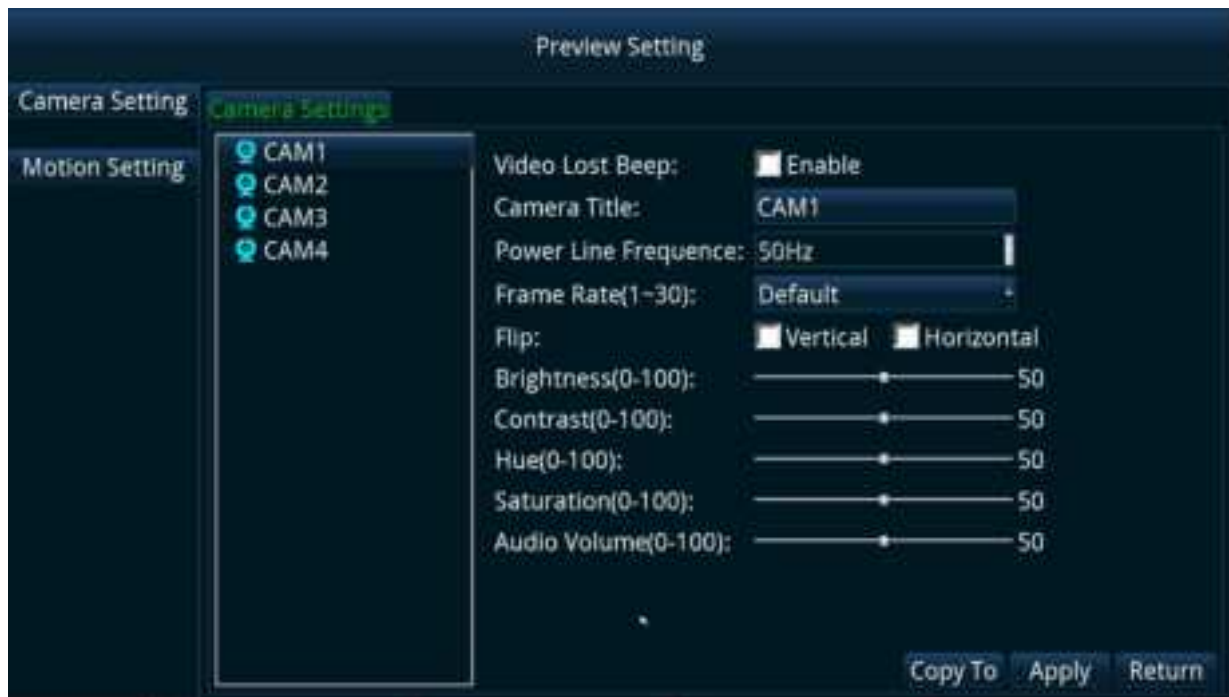 Preview Setting
Camera Setting
Motion Setting
Camera Settings
CAM1
CAM2
CAM3
CAM4
Video Lost Beep: Enable
Camera Title: CAM1
Power Line Frequence: 50Hz
Frame Rate(1~30): Default
Flip: Vertical Horizontal
Brightness(0-100): 50
Contrast(0-100): 50
Hue(0-100): 50
Saturation(0-100): 50
Audio Volume(0-100): 50
Copy To Apply Return